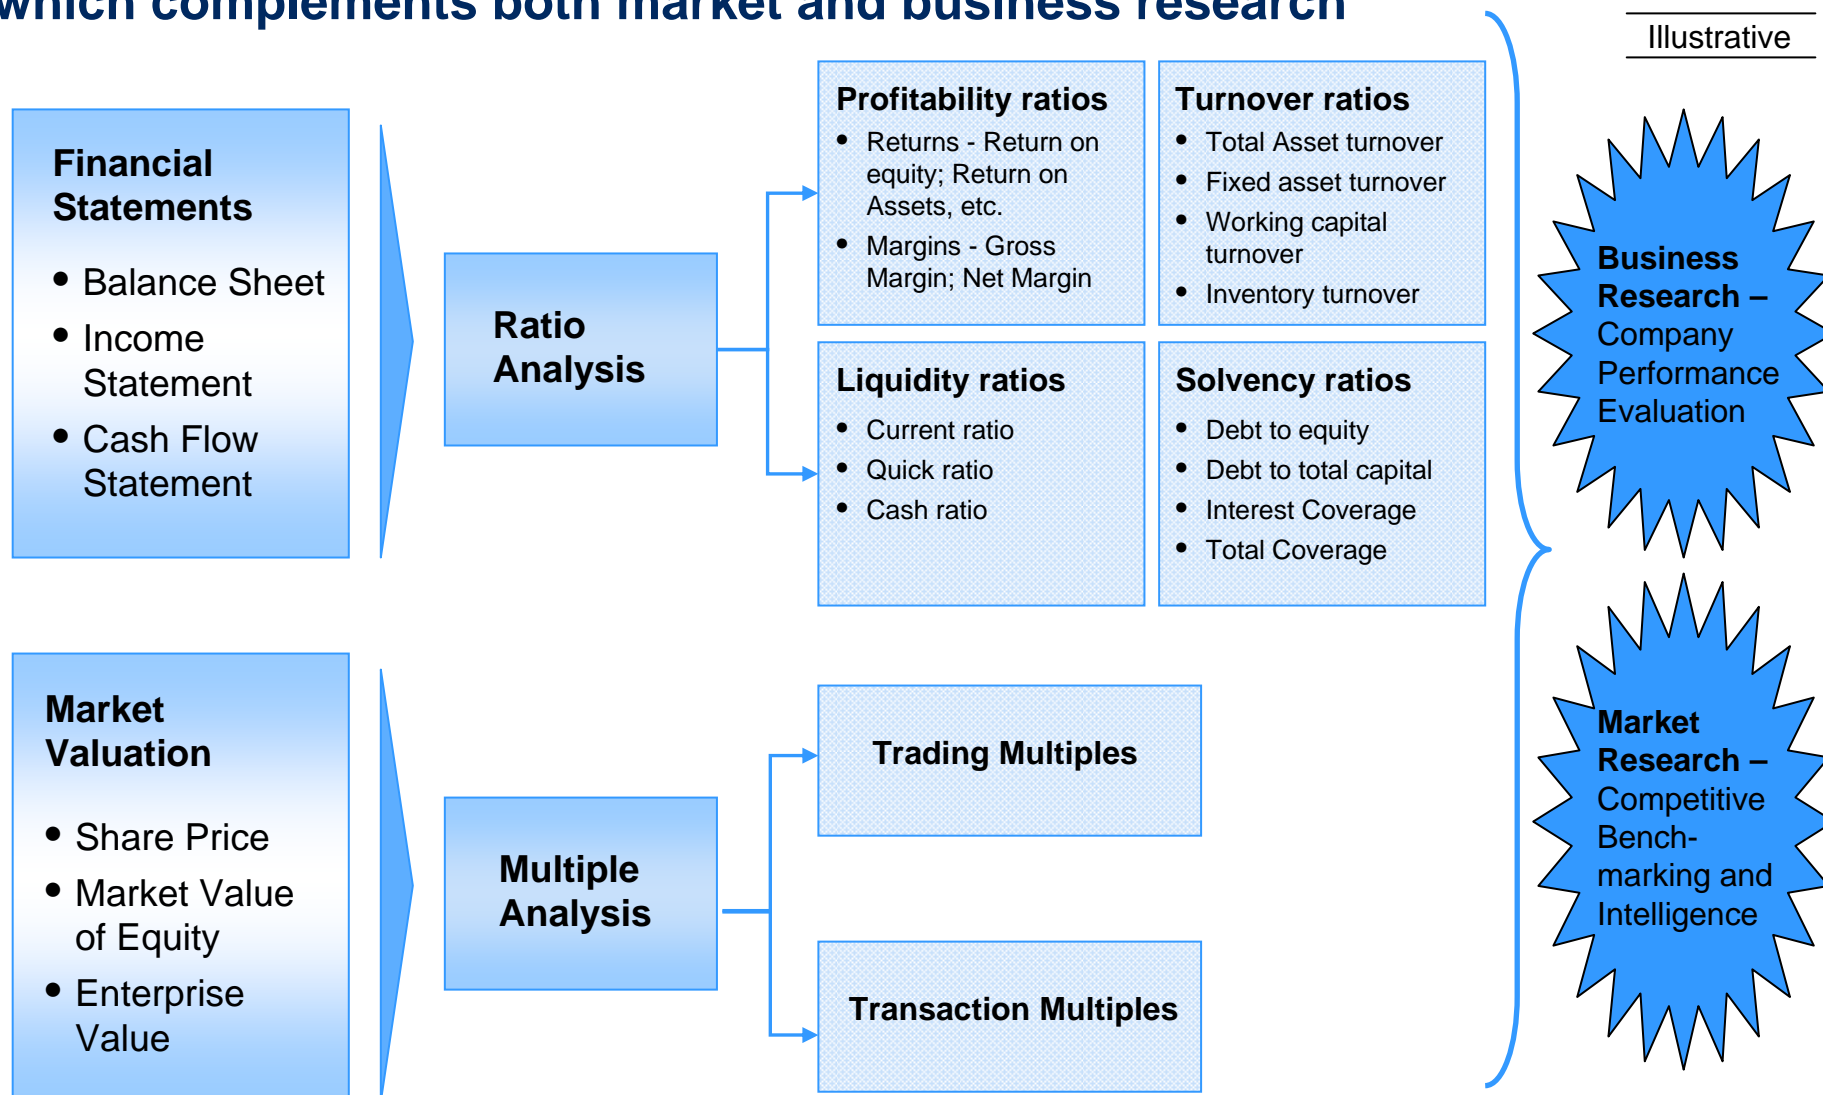 which complements both market and business research
Illustrative
Financial
Statements
• Balance Sheet
• Income
Statement
• Cash Flow
Statement
Ratio
Analysis
Profitability ratios
• Returns - Return on
equity; Return on
Assets, etc.
• Margins - Gross
Margin; Net Margin
Turnover ratios
• Total Asset turnover
• Fixed asset turnover
• Working capital
turnover
• Inventory turnover
Liquidity ratios
• Current ratio
• Quick ratio
• Cash ratio
Solvency ratios
• Debt to equity
• Debt to total capital
• Interest Coverage
• Total Coverage
Business
Research –
Company
Performance
Evaluation
Market
Valuation
• Share Price
• Market Value
of Equity
• Enterprise
Value
Multiple
Analysis
Trading Multiples
Transaction Multiples
Market
Research –
Competitive
Bench-
marking and
Intelligence